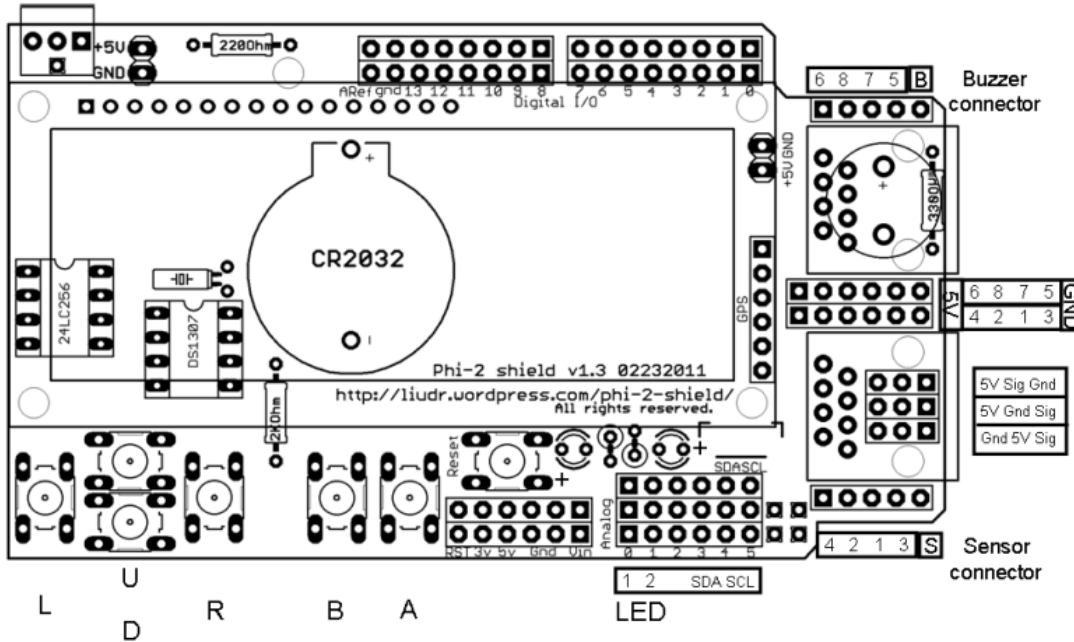 +5V
GND
220Ohm
ARef gnd 13 12 11 10 9 8
Digital I/O
7 6 5 4 3 2 1 0
6 8 7 5 B
Buzzer
connector
+5V GND
+
3300µ
+
CR2032
24LC256
DS1307
GPS
5V
6 8 7 5
4 2 1 3
GND
Phi-2 shield v1.3 02232011
http://liudr.wordpress.com/phi-2-shield/
All rights reserved.
2KOhm
5V Sig Gnd
5V Gnd Sig
Gnd 5V Sig
Reset
+
+
SDASCL
Analog
RST 3v 5v Gnd Vin
0 1 2 3 4 5
4 2 1 3 S
Sensor
connector
1 2 SDA SCL
LED
L
U
D
R
B
A